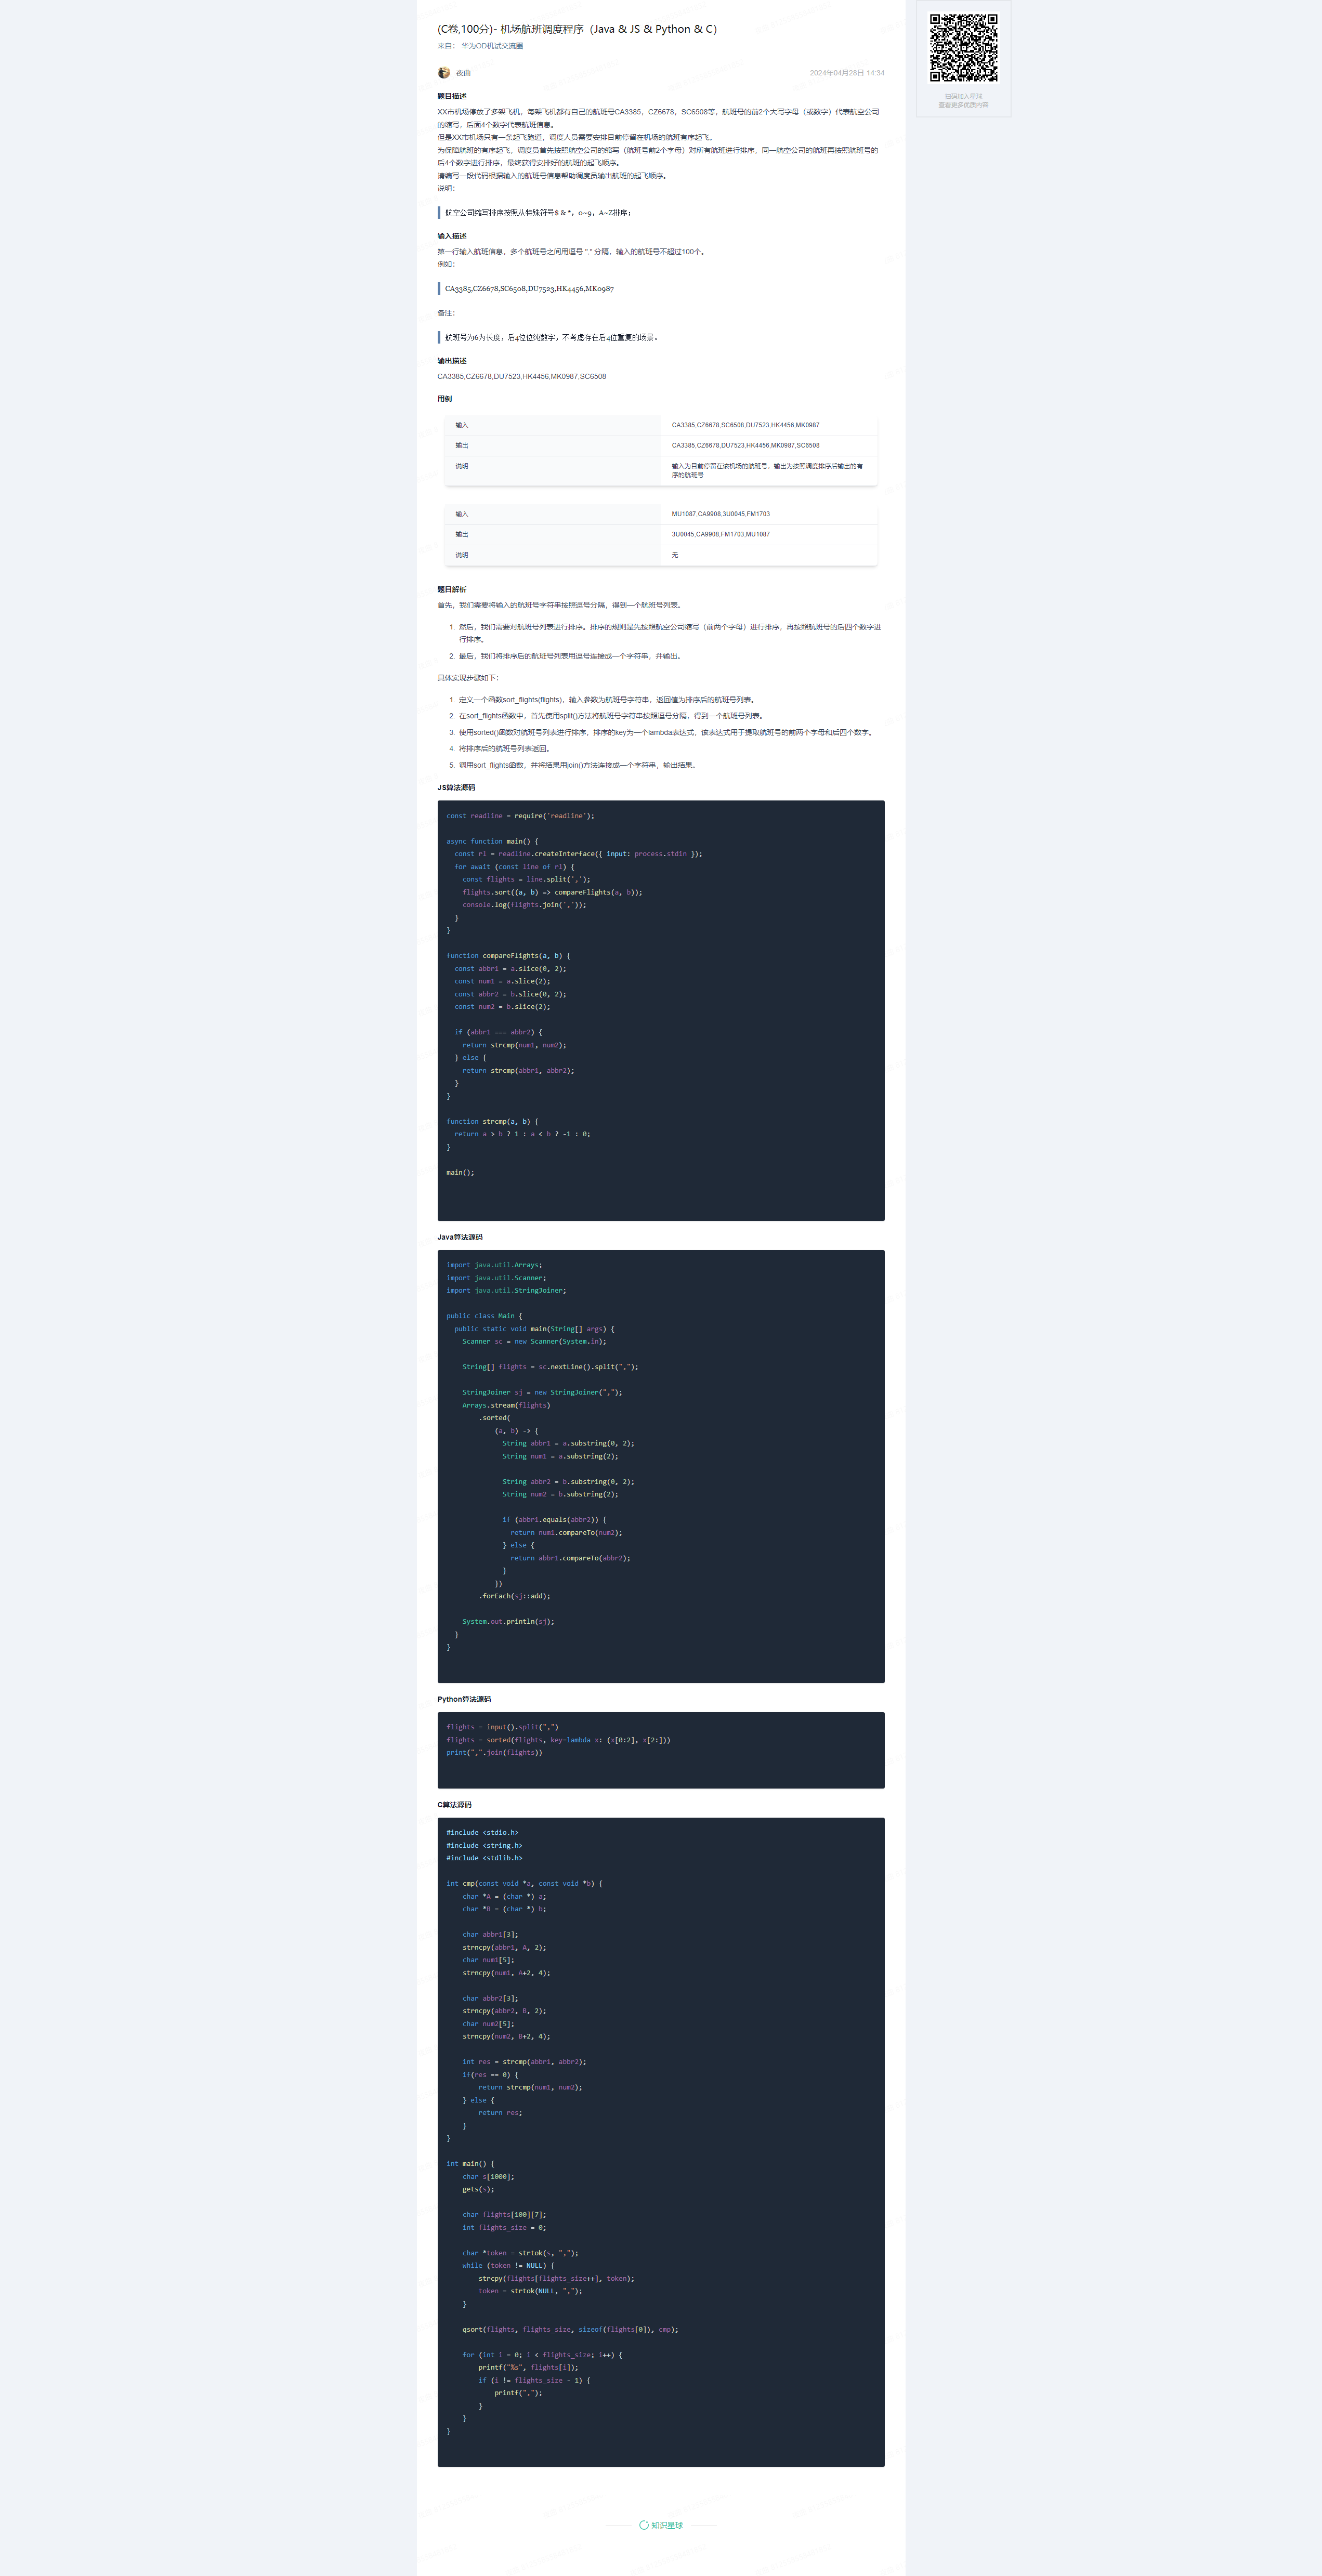 (C卷,100分)- 机场航班调度程序（Java & JS & Python & C）
来自： 华为OD机试交流圈
夜曲
2024年04月28日 14:34
扫码加入星球
查看更多优质内容
题目描述
XX市机场停放了多架飞机，每架飞机都有自己的航班号CA3385，CZ6678，SC6508等，航班号的前2个大写字母（或数字）代表航空公司
的缩写，后面4个数字代表航班信息。
但是XX市机场只有一条起飞跑道，调度人员需要安排目前停留在机场的航班有序起飞。
为保障航班的有序起飞，调度员首先按照航空公司的缩写（航班号前2个字母）对所有航班进行排序，同一航空公司的航班再按照航班号的
后4个数字进行排序，最终获得安排好的航班的起飞顺序。
请编写一段代码根据输入的航班号信息帮助调度员输出航班的起飞顺序。
说明：
航空公司缩写排序按照从特殊符号$ & *，0~9，A~Z排序；
输入描述
第一行输入航班信息，多个航班号之间用逗号 "," 分隔，输入的航班号不超过100个。
例如：
CA3385,CZ6678,SC6508,DU7523,HK4456,MK0987
备注：
航班号为6为长度，后4位位纯数字，不考虑存在后4位重复的场景。
输出描述
CA3385,CZ6678,DU7523,HK4456,MK0987,SC6508
用例
输入 CA3385,CZ6678,SC6508,DU7523,HK4456,MK0987
输出 CA3385,CZ6678,DU7523,HK4456,MK0987,SC6508
说明 输入为目前停留在该机场的航班号，输出为按照调度排序后输出的有
序的航班号
输入 MU1087,CA9908,3U0045,FM1703
输出 3U0045,CA9908,FM1703,MU1087
说明 无
题目解析
首先，我们需要将输入的航班号字符串按照逗号分隔，得到一个航班号列表。
1. 然后，我们需要对航班号列表进行排序。排序的规则是先按照航空公司缩写（前两个字母）进行排序，再按照航班号的后四个数字进
行排序。
2. 最后，我们将排序后的航班号列表用逗号连接成一个字符串，并输出。
具体实现步骤如下：
1. 定义一个函数sort_flights(flights)，输入参数为航班号字符串，返回值为排序后的航班号列表。
2. 在sort_flights函数中，首先使用split()方法将航班号字符串按照逗号分隔，得到一个航班号列表。
3. 使用sorted()函数对航班号列表进行排序，排序的key为一个lambda表达式，该表达式用于提取航班号的前两个字母和后四个数字。
4. 将排序后的航班号列表返回。
5. 调用sort_flights函数，并将结果用join()方法连接成一个字符串，输出结果。
JS算法源码
const readline = require('readline');
async function main() {
const rl = readline.createInterface({ input: process.stdin });
for await (const line of rl) {
const flights = line.split(',');
flights.sort((a, b) => compareFlights(a, b));
console.log(flights.join(','));
}
}
function compareFlights(a, b) {
const abbr1 = a.slice(0, 2);
const num1 = a.slice(2);
const abbr2 = b.slice(0, 2);
const num2 = b.slice(2);
if (abbr1 === abbr2) {
return strcmp(num1, num2);
} else {
return strcmp(abbr1, abbr2);
}
}
function strcmp(a, b) {
return a > b ? 1 : a < b ? -1 : 0;
}
main();
Java算法源码
import java.util.Arrays;
import java.util.Scanner;
import java.util.StringJoiner;
public class Main {
public static void main(String[] args) {
Scanner sc = new Scanner(System.in);
String[] flights = sc.nextLine().split(",");
StringJoiner sj = new StringJoiner(",");
Arrays.stream(flights)
.sorted(
(a, b) -> {
String abbr1 = a.substring(0, 2);
String num1 = a.substring(2);
String abbr2 = b.substring(0, 2);
String num2 = b.substring(2);
if (abbr1.equals(abbr2)) {
return num1.compareTo(num2);
} else {
return abbr1.compareTo(abbr2);
}
})
.forEach(sj::add);
System.out.println(sj);
}
}
Python算法源码
flights = input().split(",")
flights = sorted(flights, key=lambda x: (x[0:2], x[2:]))
print(",".join(flights))
C算法源码
#include <stdio.h>
#include <string.h>
#include <stdlib.h>
int cmp(const void *a, const void *b) {
char *A = (char *) a;
char *B = (char *) b;
char abbr1[3];
strncpy(abbr1, A, 2);
char num1[5];
strncpy(num1, A+2, 4);
char abbr2[3];
strncpy(abbr2, B, 2);
char num2[5];
strncpy(num2, B+2, 4);
int res = strcmp(abbr1, abbr2);
if(res == 0) {
return strcmp(num1, num2);
} else {
return res;
}
}
int main() {
char s[1000];
gets(s);
char flights[100][7];
int flights_size = 0;
char *token = strtok(s, ",");
while (token != NULL) {
strcpy(flights[flights_size++], token);
token = strtok(NULL, ",");
}
qsort(flights, flights_size, sizeof(flights[0]), cmp);
for (int i = 0; i < flights_size; i++) {
printf("%s", flights[i]);
if (i != flights_size - 1) {
printf(",");
}
}
}
知识星球